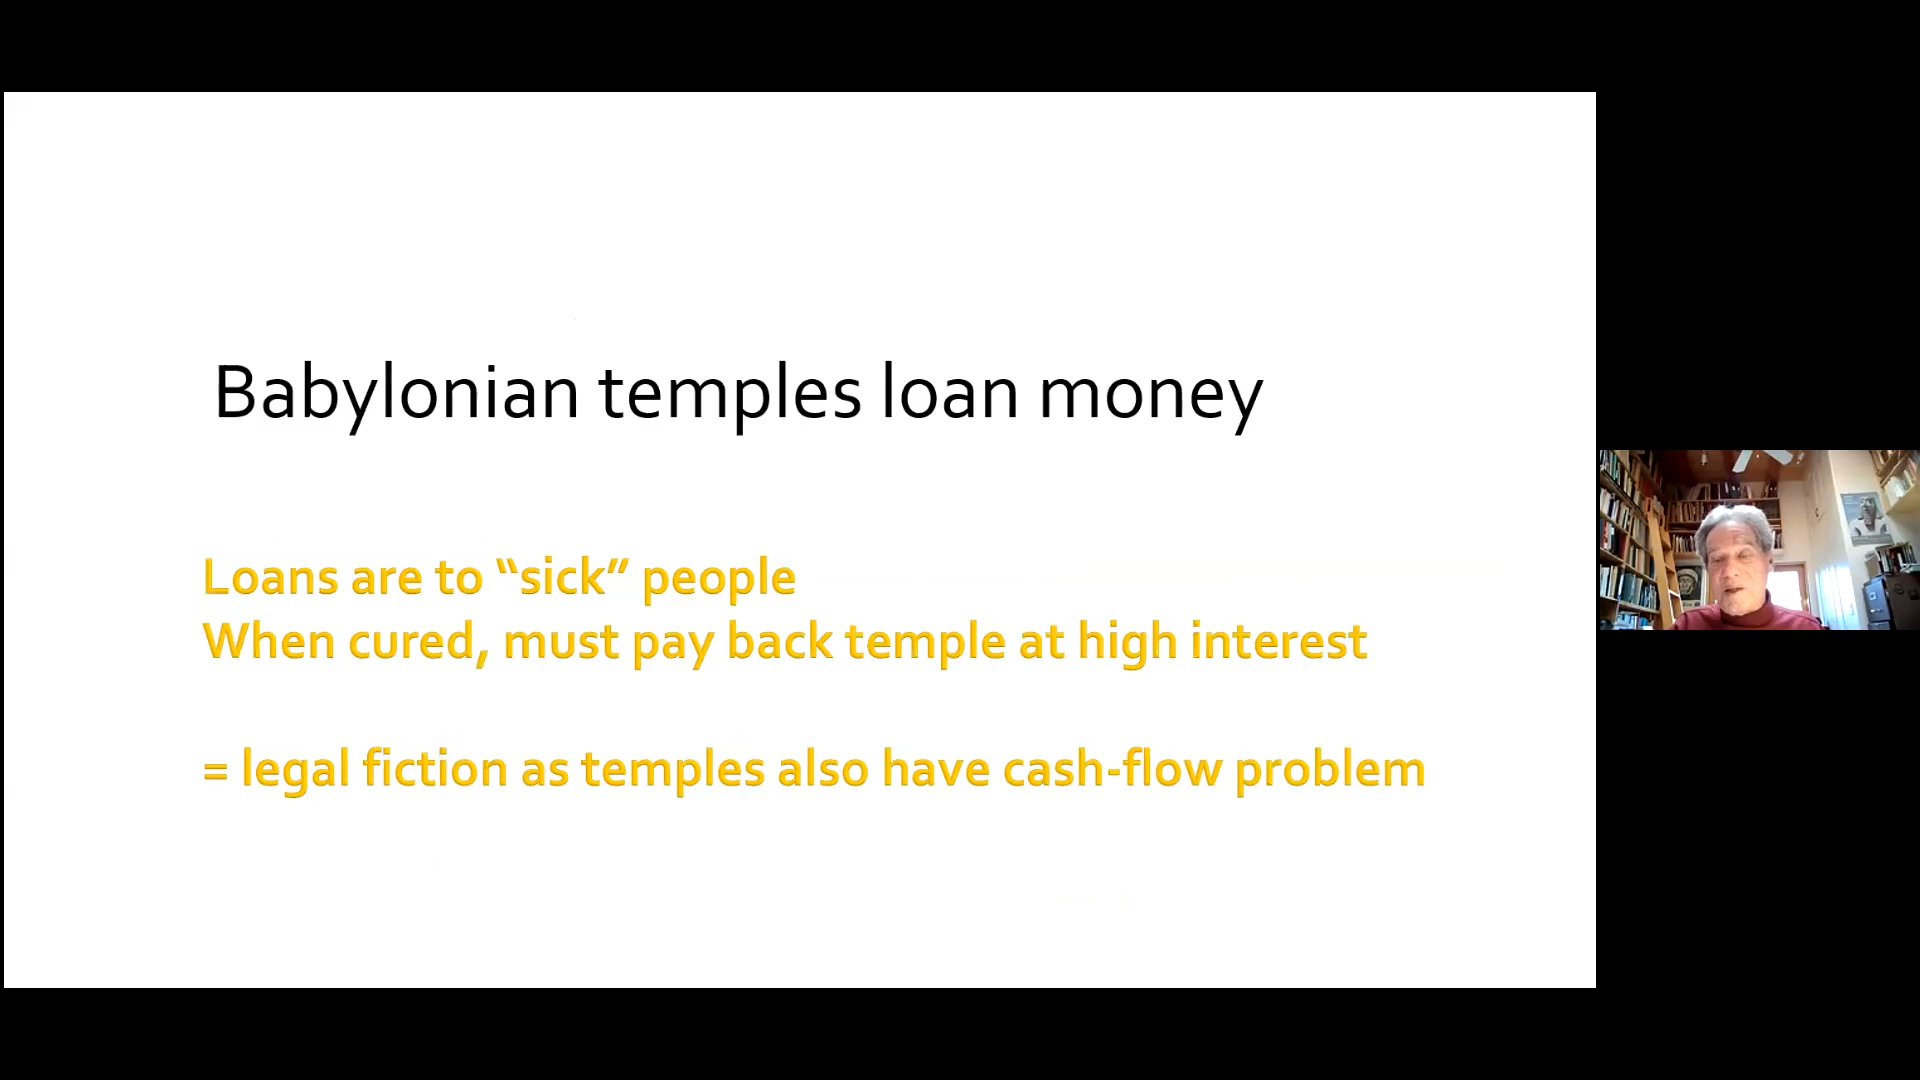 Babylonian temples loan money
Loans are to “sick” people
When cured, must pay back temple at high interest
= legal fiction as temples also have cash-flow problem